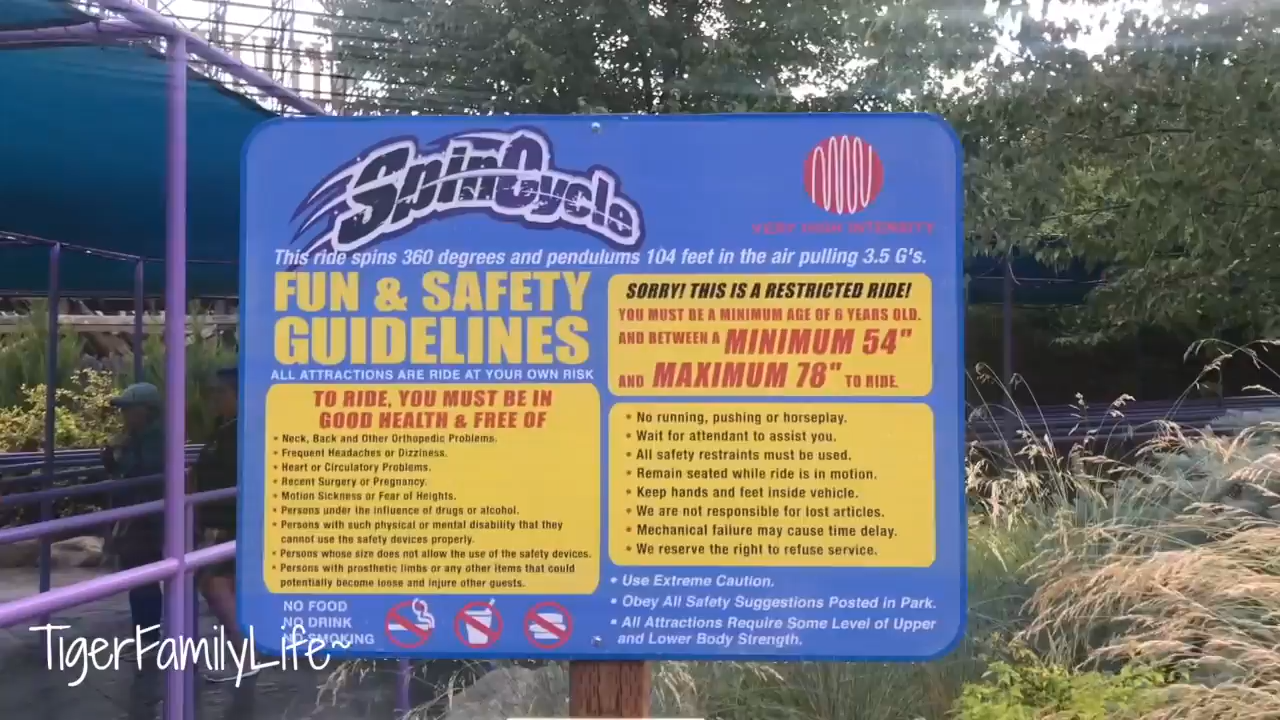 SpinCycle
VERY HIGH INTENSITY
This ride spins 360 degrees and pendulums 104 feet in the air pulling 3.5 G's.
FUN & SAFETY
GUIDELINES
ALL ATTRACTIONS ARE RIDE AT YOUR OWN RISK
TO RIDE, YOU MUST BE IN
GOOD HEALTH & FREE OF
• Neck, Back and Other Orthopedic Problems.
• Frequent Headaches or Dizziness.
• Heart or Circulatory Problems.
• Recent Surgery or Pregnancy.
• Motion Sickness or Fear of Heights.
• Persons under the influence of drugs or alcohol.
• Persons with such physical or mental disability that they
cannot use the safety devices properly.
• Persons whose size does not allow the use of the safety devices.
• Persons with prosthetic limbs or any other items that could
potentially become loose and injure other guests.
NO FOOD
NO DRINK
NO SMOKING
SORRY! THIS IS A RESTRICTED RIDE!
YOU MUST BE A MINIMUM AGE OF 6 YEARS OLD.
AND BETWEEN A MINIMUM 54"
AND MAXIMUM 78" TO RIDE.
• No running, pushing or horseplay.
• Wait for attendant to assist you.
• All safety restraints must be used.
• Remain seated while ride is in motion.
• Keep hands and feet inside vehicle.
• We are not responsible for lost articles.
• Mechanical failure may cause time delay.
• We reserve the right to refuse service.
• Use Extreme Caution.
• Obey All Safety Suggestions Posted in Park.
• All Attractions Require Some Level of Upper
and Lower Body Strength.
TigerFamilyLife~